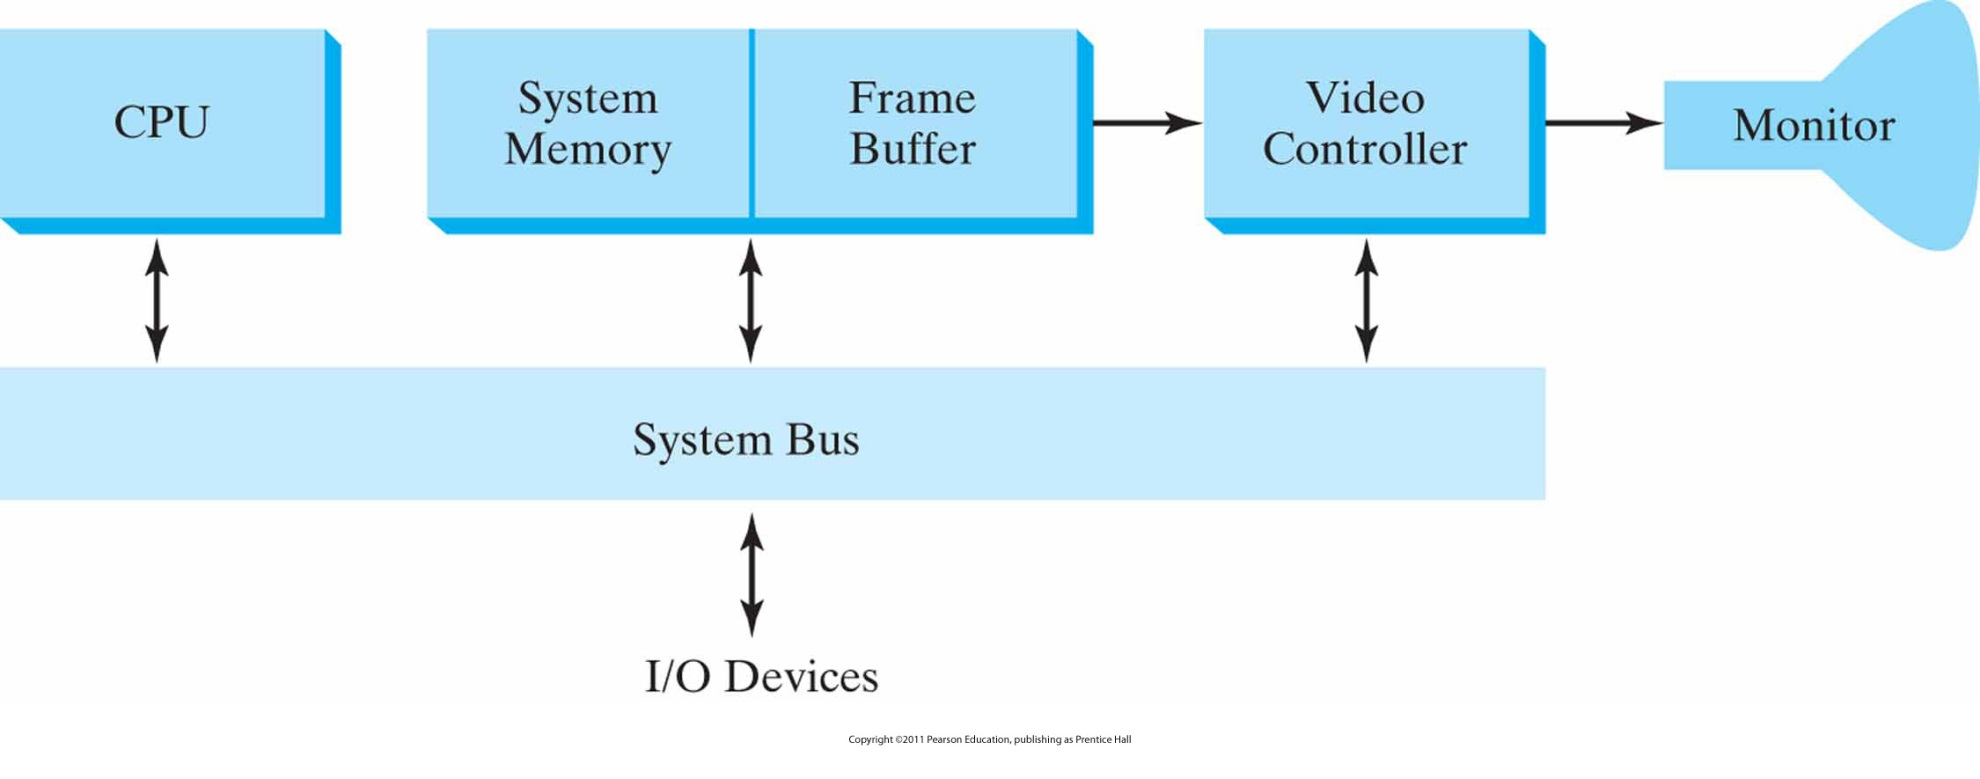 CPU
System
Memory
Frame
Buffer
Video
Controller
Monitor
System Bus
I/O Devices
Copyright ©2011 Pearson Education, publishing as Prentice Hall